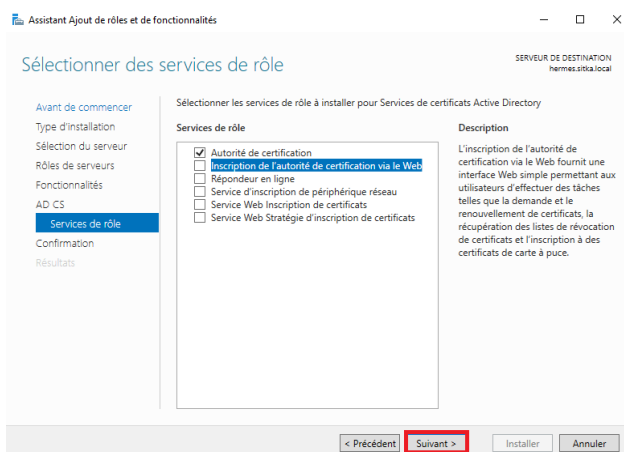 Assistant Ajout de rôles et de fonctionnalités
Sélectionner des services de rôle
SERVEUR DE DESTINATION
hermes.sitka.local
Avant de commencer
Type d'installation
Sélection du serveur
Rôles de serveurs
Fonctionnalités
AD CS
Services de rôle
Confirmation
Résultats
Sélectionner les services de rôle à installer pour Services de certificats Active Directory
Services de rôle
Autorité de certification
Inscription de l'autorité de certification via le Web
Répondeur en ligne
Service d'inscription de périphérique réseau
Service Web Inscription de certificats
Service Web Stratégie d'inscription de certificats
Description
L'inscription de l'autorité de
certification via le Web fournit une
interface Web simple permettant aux
utilisateurs d'effectuer des tâches
telles que la demande et le
renouvellement de certificats, la
récupération des listes de révocation
de certificats et l'inscription à des
certificats de carte à puce.
< Précédent
Suivant >
Installer
Annuler